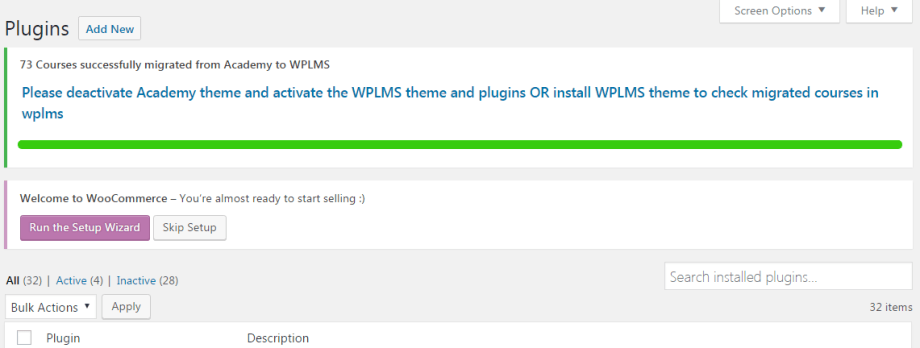 Screen Options ▼ Help ▼
Plugins Add New
73 Courses successfully migrated from Academy to WPLMS
Please deactivate Academy theme and activate the WPLMS theme and plugins OR install WPLMS theme to check migrated courses in
wplms
Welcome to WooCommerce – You're almost ready to start selling :)
Run the Setup Wizard Skip Setup
All (32) | Active (4) | Inactive (28)
Search installed plugins...
Bulk Actions ▼ Apply
32 items
Plugin Description